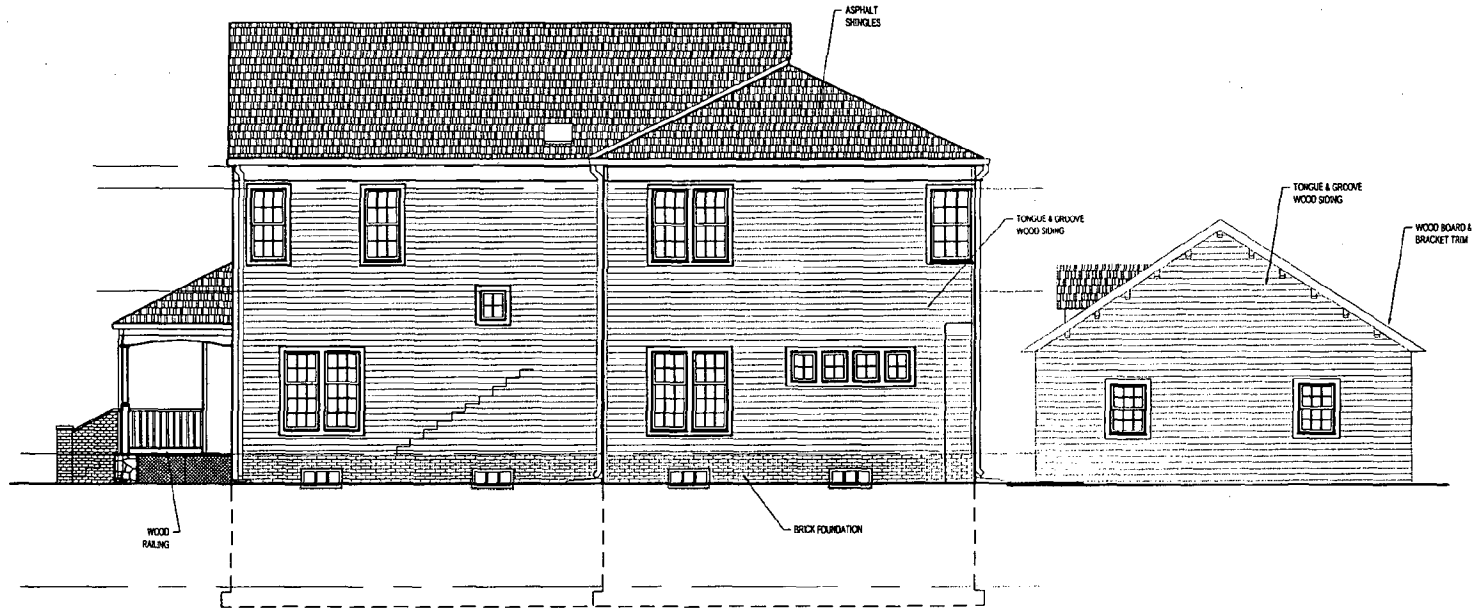 ASPHALT
SHINGLES
TONGUE & GROOVE
WOOD SIDING
TONGUE & GROOVE
WOOD SIDING
WOOD BOARD &
BRACKET TRIM
WOOD
RAILING
BRICK FOUNDATION